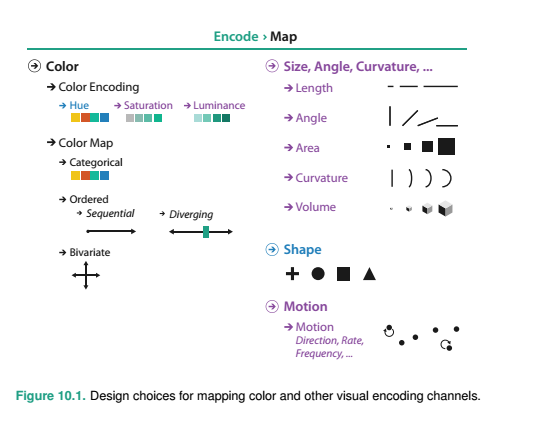 Encode › Map
Color
Color Encoding
Hue
Saturation
Luminance
Color Map
Categorical
Ordered
Sequential
Diverging
Bivariate
Size, Angle, Curvature, ...
Length
Angle
Area
Curvature
Volume
Shape
Motion
Motion
Direction, Rate,
Frequency, ...
Figure 10.1. Design choices for mapping color and other visual encoding channels.